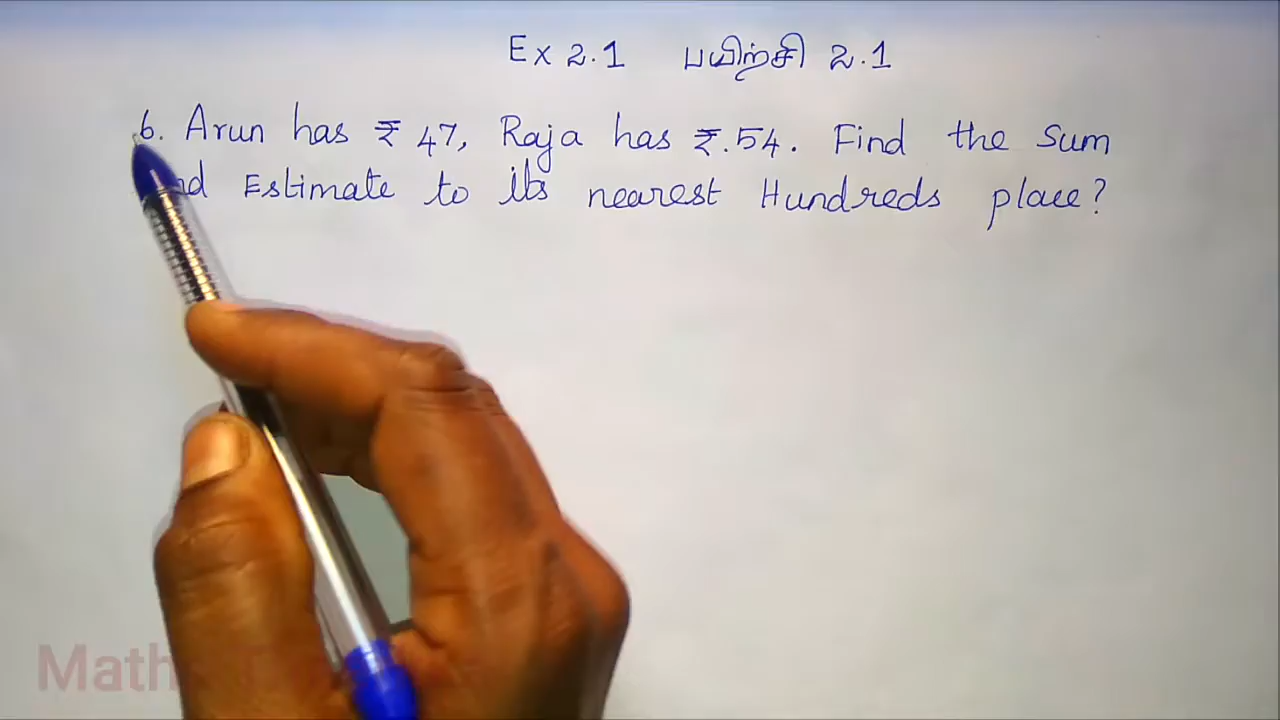 Ex 2.1 பயிற்சி 2.1
6. Arun has ₹ 47, Raja has ₹.54. Find the Sum
Estimate to its nearest Hundreds place?
Maths